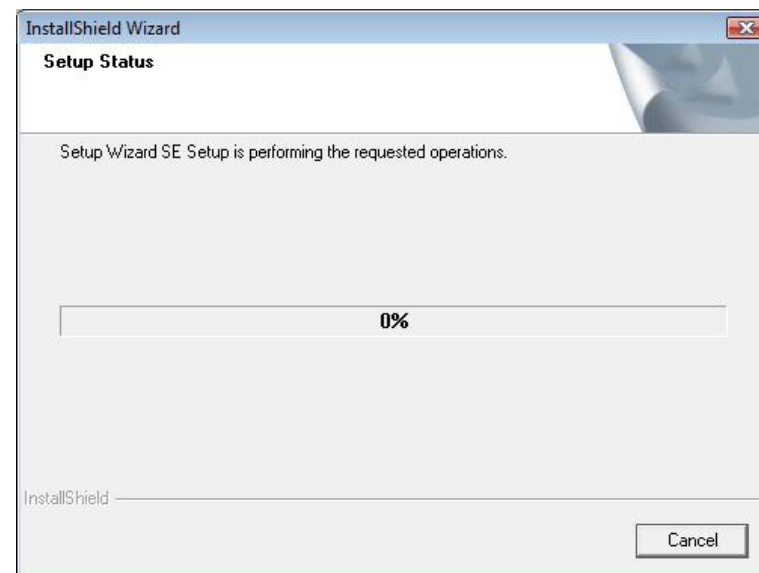 InstallShield Wizard
Setup Status
Setup Wizard SE Setup is performing the requested operations.
0%
InstallShield
Cancel